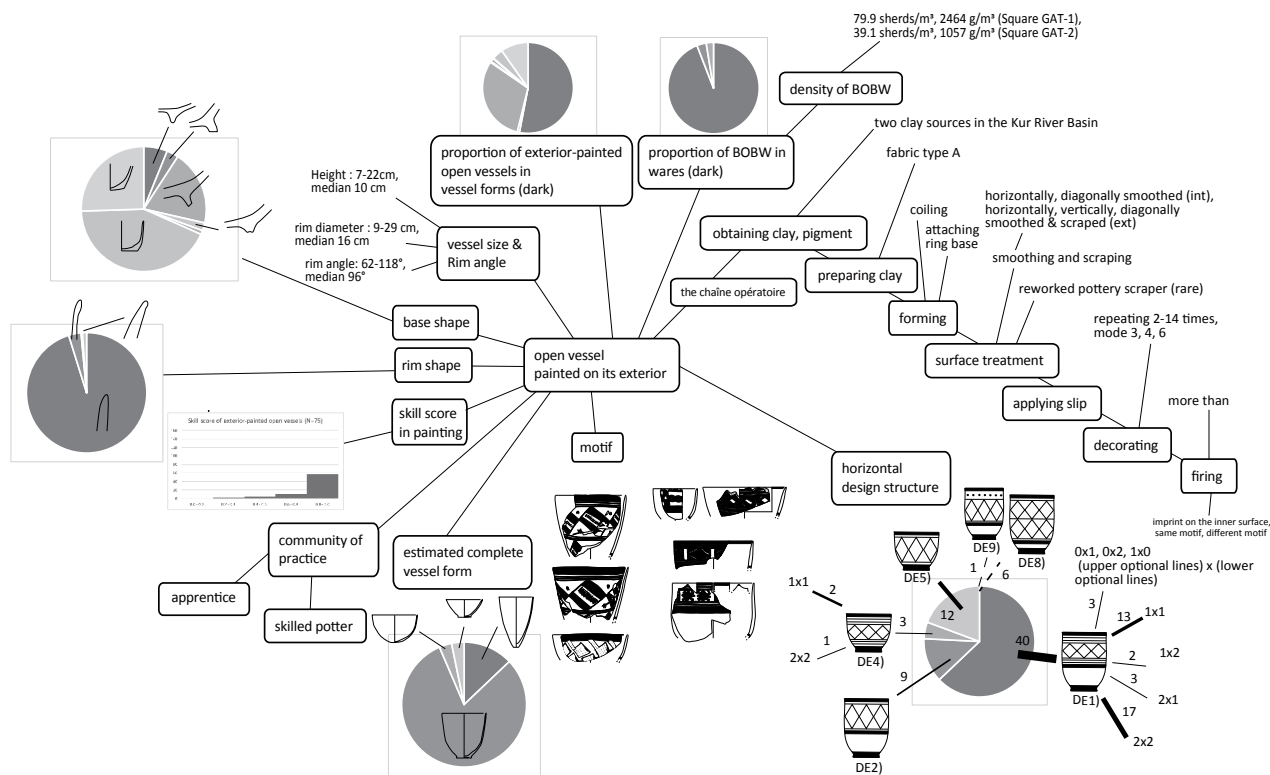 79.9 sherds/m³, 2464 g/m³ (Square GAT-1),
39.1 sherds/m³, 1057 g/m³ (Square GAT-2)
density of BOBW
proportion of exterior-painted
open vessels in
vessel forms (dark)
proportion of BOBW in
wares (dark)
two clay sources in the Kur River Basin
fabric type A
Height : 7-22cm,
median 10 cm
rim diameter : 9-29 cm,
median 16 cm
rim angle: 62-118°,
median 96°
vessel size &
Rim angle
obtaining clay, pigment
the chaîne opératoire
preparing clay
coiling
attaching
ring base
forming
horizontally, diagonally smoothed (int),
horizontally, vertically, diagonally
smoothed & scraped (ext)
smoothing and scraping
reworked pottery scraper (rare)
surface treatment
repeating 2-14 times,
mode 3, 4, 6
applying slip
decorating
more than
firing
imprint on the inner surface,
same motif, different motif
base shape
rim shape
open vessel
painted on its exterior
skill score
in painting
Skill score of exterior-painted open vessels (N-75)
motif
horizontal
design structure
community of
practice
apprentice
skilled potter
estimated complete
vessel form
DE9)
DE8)
DE5)
1
6
12
40
9
3
DE4)
1x1
2
1
2x2
DE2)
DE1)
0x1, 0x2, 1x0
(upper optional lines) x (lower
optional lines)
3
13
1x1
2
1x2
3
2x1
17
2x2